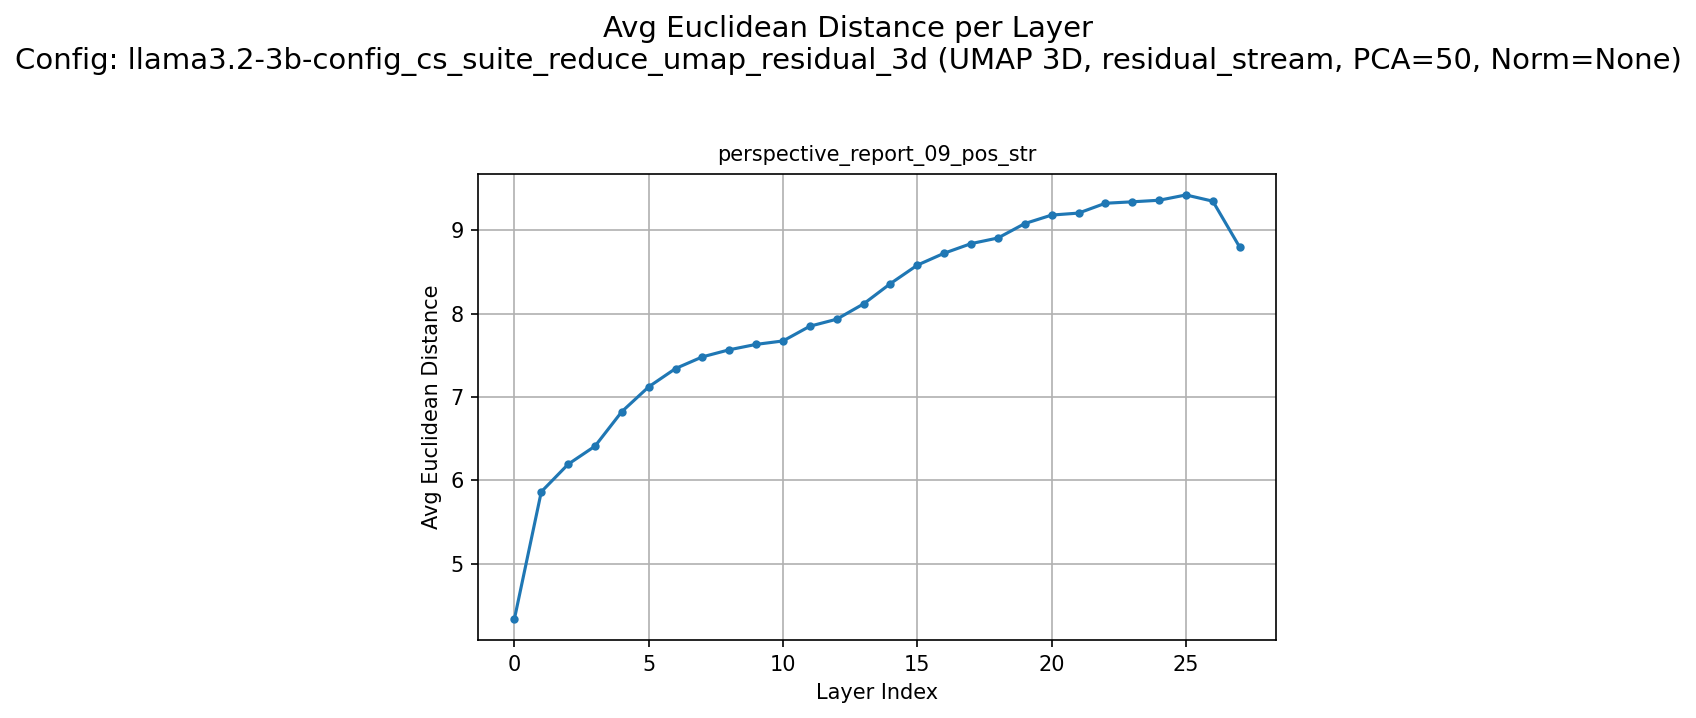 Avg Euclidean Distance per Layer
Config: llama3.2-3b-config_cs_suite_reduce_umap_residual_3d (UMAP 3D, residual_stream, PCA=50, Norm=None)
perspective_report_09_pos_str
Avg Euclidean Distance
9
8
7
6
5
0 5 10 15 20 25
Layer Index